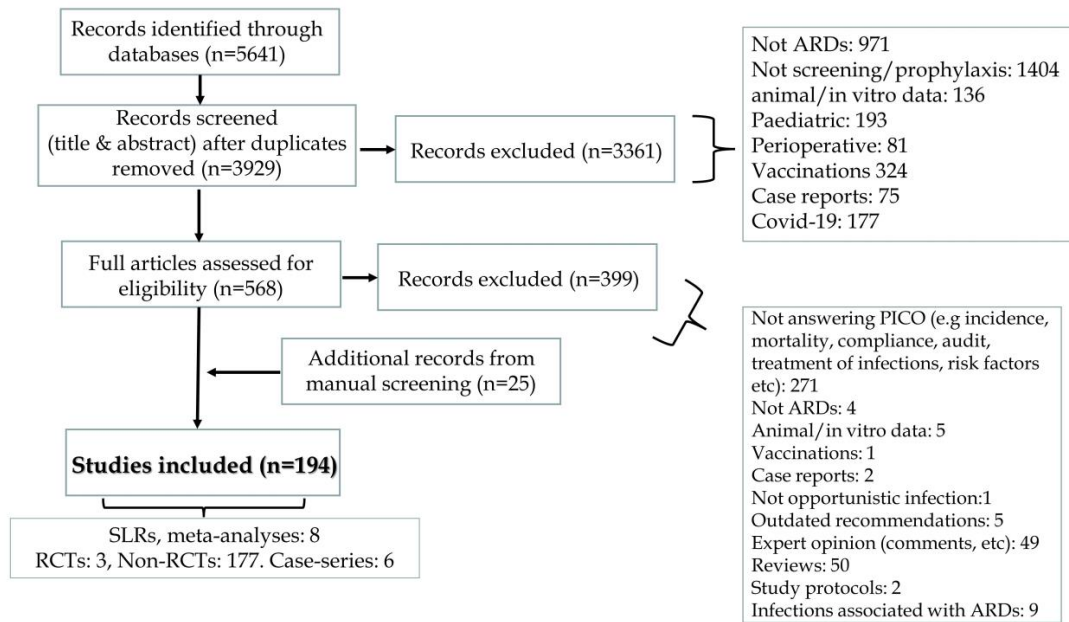 Records identified through
databases (n=5641)
Not ARDs: 971
Not screening/prophylaxis: 1404
animal/in vitro data: 136
Paediatric: 193
Perioperative: 81
Vaccinations 324
Case reports: 75
Covid-19: 177
Records screened
(title & abstract) after duplicates
removed (n=3929)
Records excluded (n=3361)
Full articles assessed for
eligibility (n=568)
Records excluded (n=399)
Not answering PICO (e.g incidence,
mortality, compliance, audit,
treatment of infections, risk factors
etc): 271
Not ARDs: 4
Animal/in vitro data: 5
Vaccinations: 1
Case reports: 2
Not opportunistic infection:1
Outdated recommendations: 5
Expert opinion (comments, etc): 49
Reviews: 50
Study protocols: 2
Infections associated with ARDs: 9
Additional records from
manual screening (n=25)
Studies included (n=194)
SLRs, meta-analyses: 8
RCTs: 3, Non-RCTs: 177. Case-series: 6